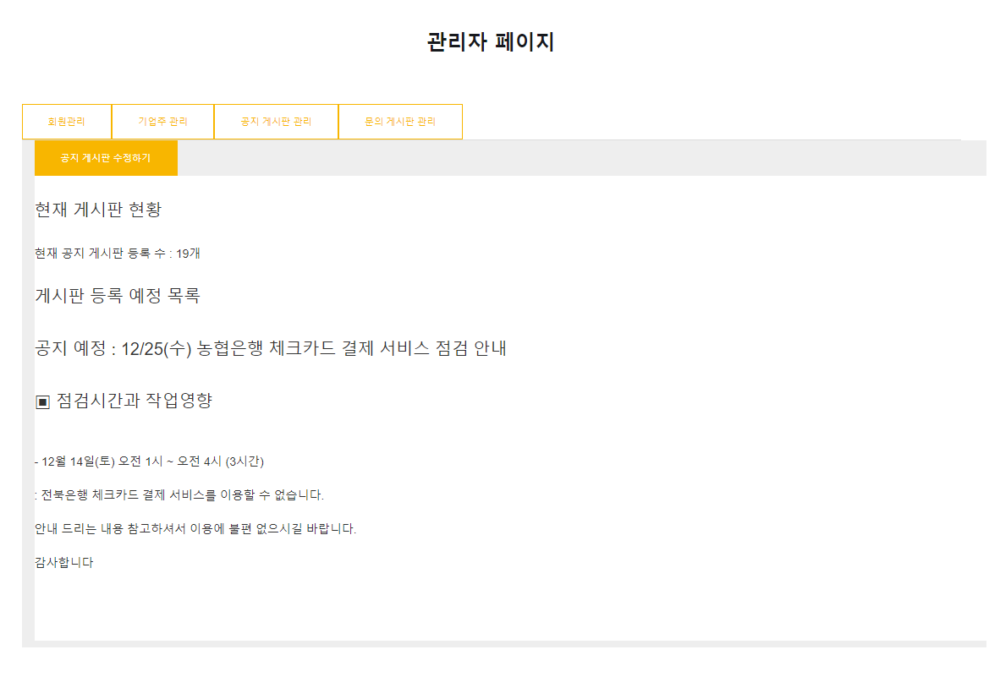 관리자 페이지
회원관리 기업주 관리 공지 게시판 관리 문의 게시판 관리
공지 게시판 수정하기
현재 게시판 현황
현재 공지 게시판 등록 수 : 19개
게시판 등록 예정 목록
공지 예정 : 12/25(수) 농협은행 체크카드 결제 서비스 점검 안내
▣ 점검시간과 작업영향
- 12월 14일(토) 오전 1시 ~ 오전 4시 (3시간)
: 전북은행 체크카드 결제 서비스를 이용할 수 없습니다.
안내 드리는 내용 참고하셔서 이용에 불편 없으시길 바랍니다.
감사합니다